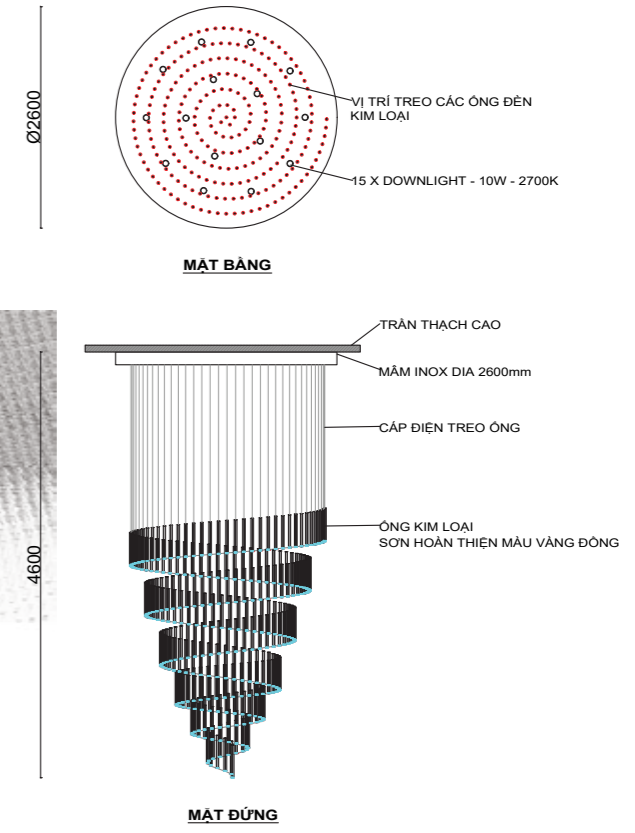 Ø2600
VỊ TRÍ TREO CÁC ỐNG ĐÈN
KIM LOẠI
15 X DOWNLIGHT - 10W - 2700K
MẶT BẰNG
TRẦN THẠCH CAO
MÂM INOX DIA 2600mm
CÁP ĐIỆN TREO ỐNG
ỐNG KIM LOẠI
SƠN HOÀN THIỆN MÀU VÀNG ĐỒNG
4600
MẶT ĐỨNG